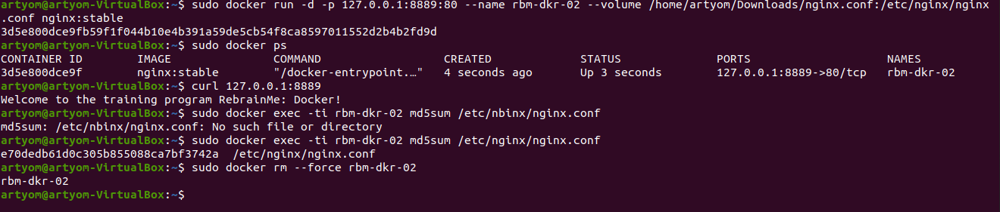 artyom@artyom-VirtualBox:~$ sudo docker run -d -p 127.0.0.1:8889:80 --name rbm-dkr-02 --volume /home/artyom/Downloads/nginx.conf:/etc/nginx/nginx
.conf nginx:stable
3d5e800dce9fb59f1f044b10e4b391a59de5cb54f8ca8597011552d2b4b2fd9d
artyom@artyom-VirtualBox:~$ sudo docker ps
CONTAINER ID IMAGE COMMAND CREATED STATUS PORTS NAMES
3d5e800dce9f nginx:stable "/docker-entrypoint.…" 4 seconds ago Up 3 seconds 127.0.0.1:8889->80/tcp rbm-dkr-02
artyom@artyom-VirtualBox:~$ curl 127.0.0.1:8889
Welcome to the training program RebrainMe: Docker!
artyom@artyom-VirtualBox:~$ sudo docker exec -ti rbm-dkr-02 md5sum /etc/nbinx/nginx.conf
md5sum: /etc/nbinx/nginx.conf: No such file or directory
artyom@artyom-VirtualBox:~$ sudo docker exec -ti rbm-dkr-02 md5sum /etc/nginx/nginx.conf
e70dedb61d0c305b855088ca7bf3742a /etc/nginx/nginx.conf
artyom@artyom-VirtualBox:~$ sudo docker rm --force rbm-dkr-02
rbm-dkr-02
artyom@artyom-VirtualBox:~$